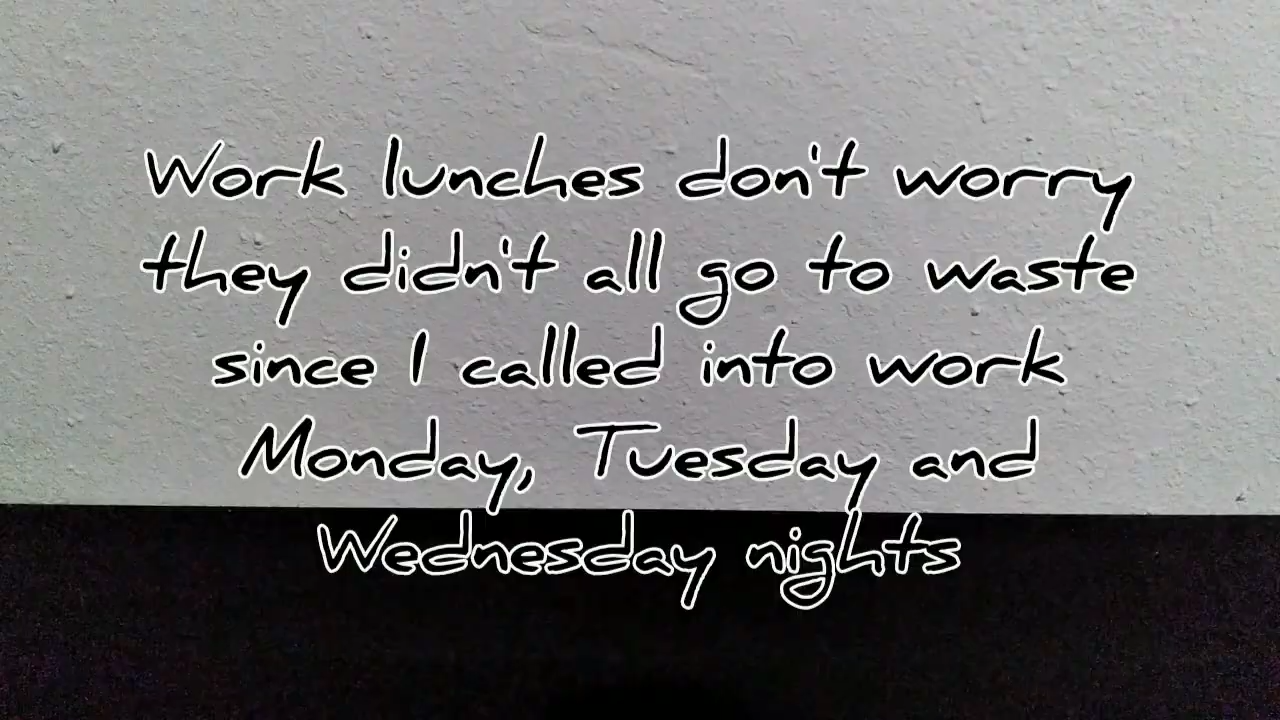 Work lunches don't worry
they didn't all go to waste
since I called into work
Monday, Tuesday and
Wednesday nights